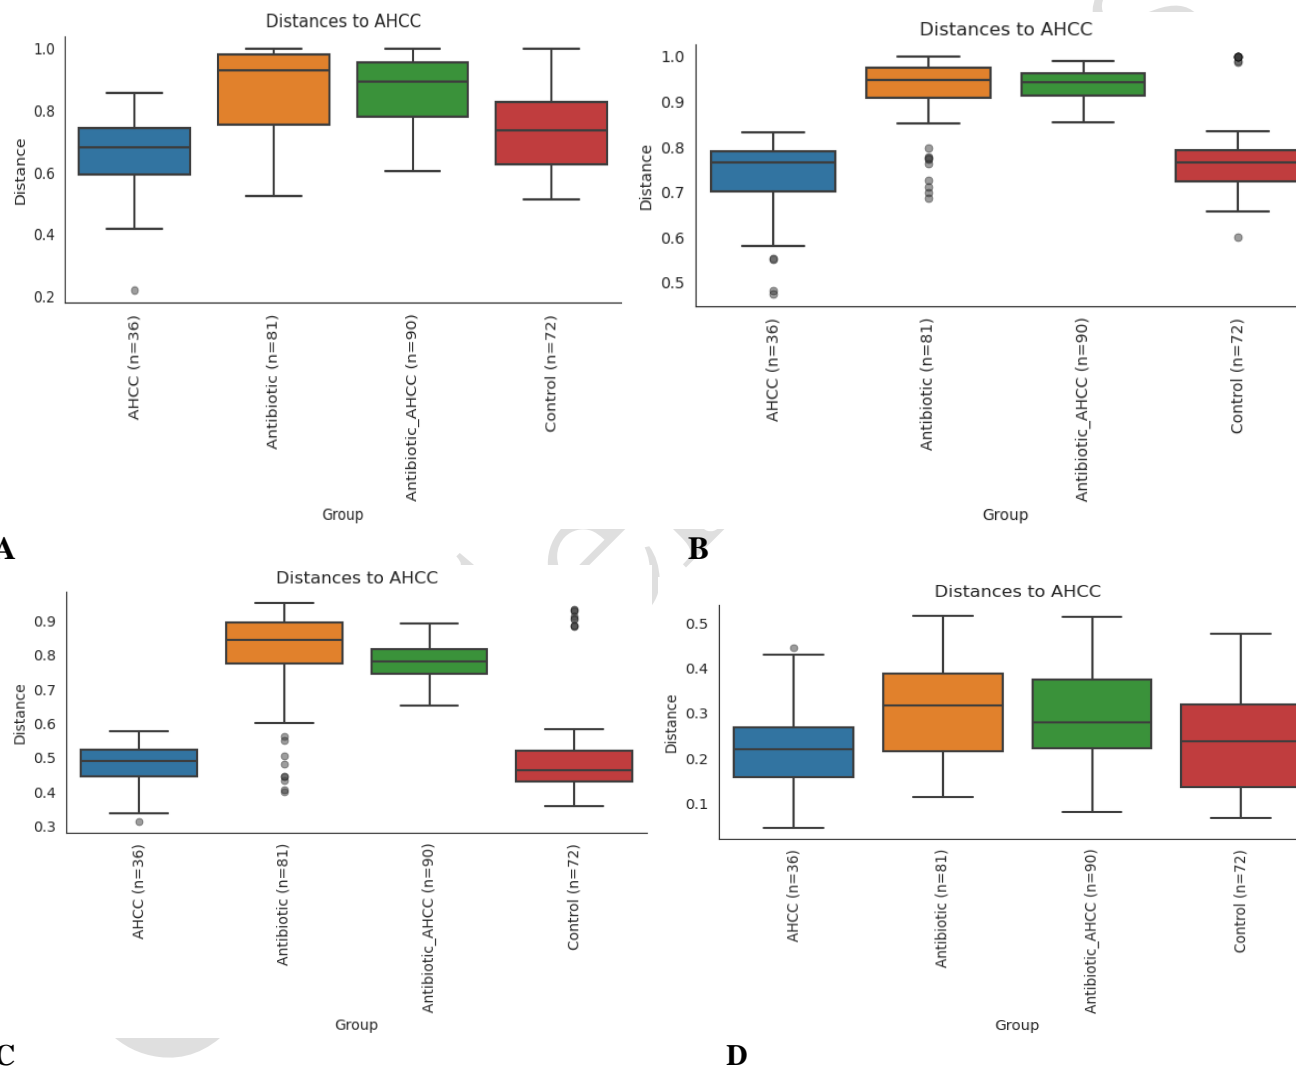 Distances to AHCC
1.0
0.8
0.6
0.4
0.2
Distance
AHCC (n=36)
Antibiotic (n=81)
Antibiotic_AHCC (n=90)
Control (n=72)
Group
A
Distances to AHCC
1.0
0.9
0.8
0.7
0.6
0.5
Distance
AHCC (n=36)
Antibiotic (n=81)
Antibiotic_AHCC (n=90)
Control (n=72)
Group
B
Distances to AHCC
0.9
0.8
0.7
0.6
0.5
0.4
0.3
Distance
AHCC (n=36)
Antibiotic (n=81)
Antibiotic_AHCC (n=90)
Control (n=72)
Group
C
Distances to AHCC
0.5
0.4
0.3
0.2
0.1
Distance
AHCC (n=36)
Antibiotic (n=81)
Antibiotic_AHCC (n=90)
Control (n=72)
Group
D